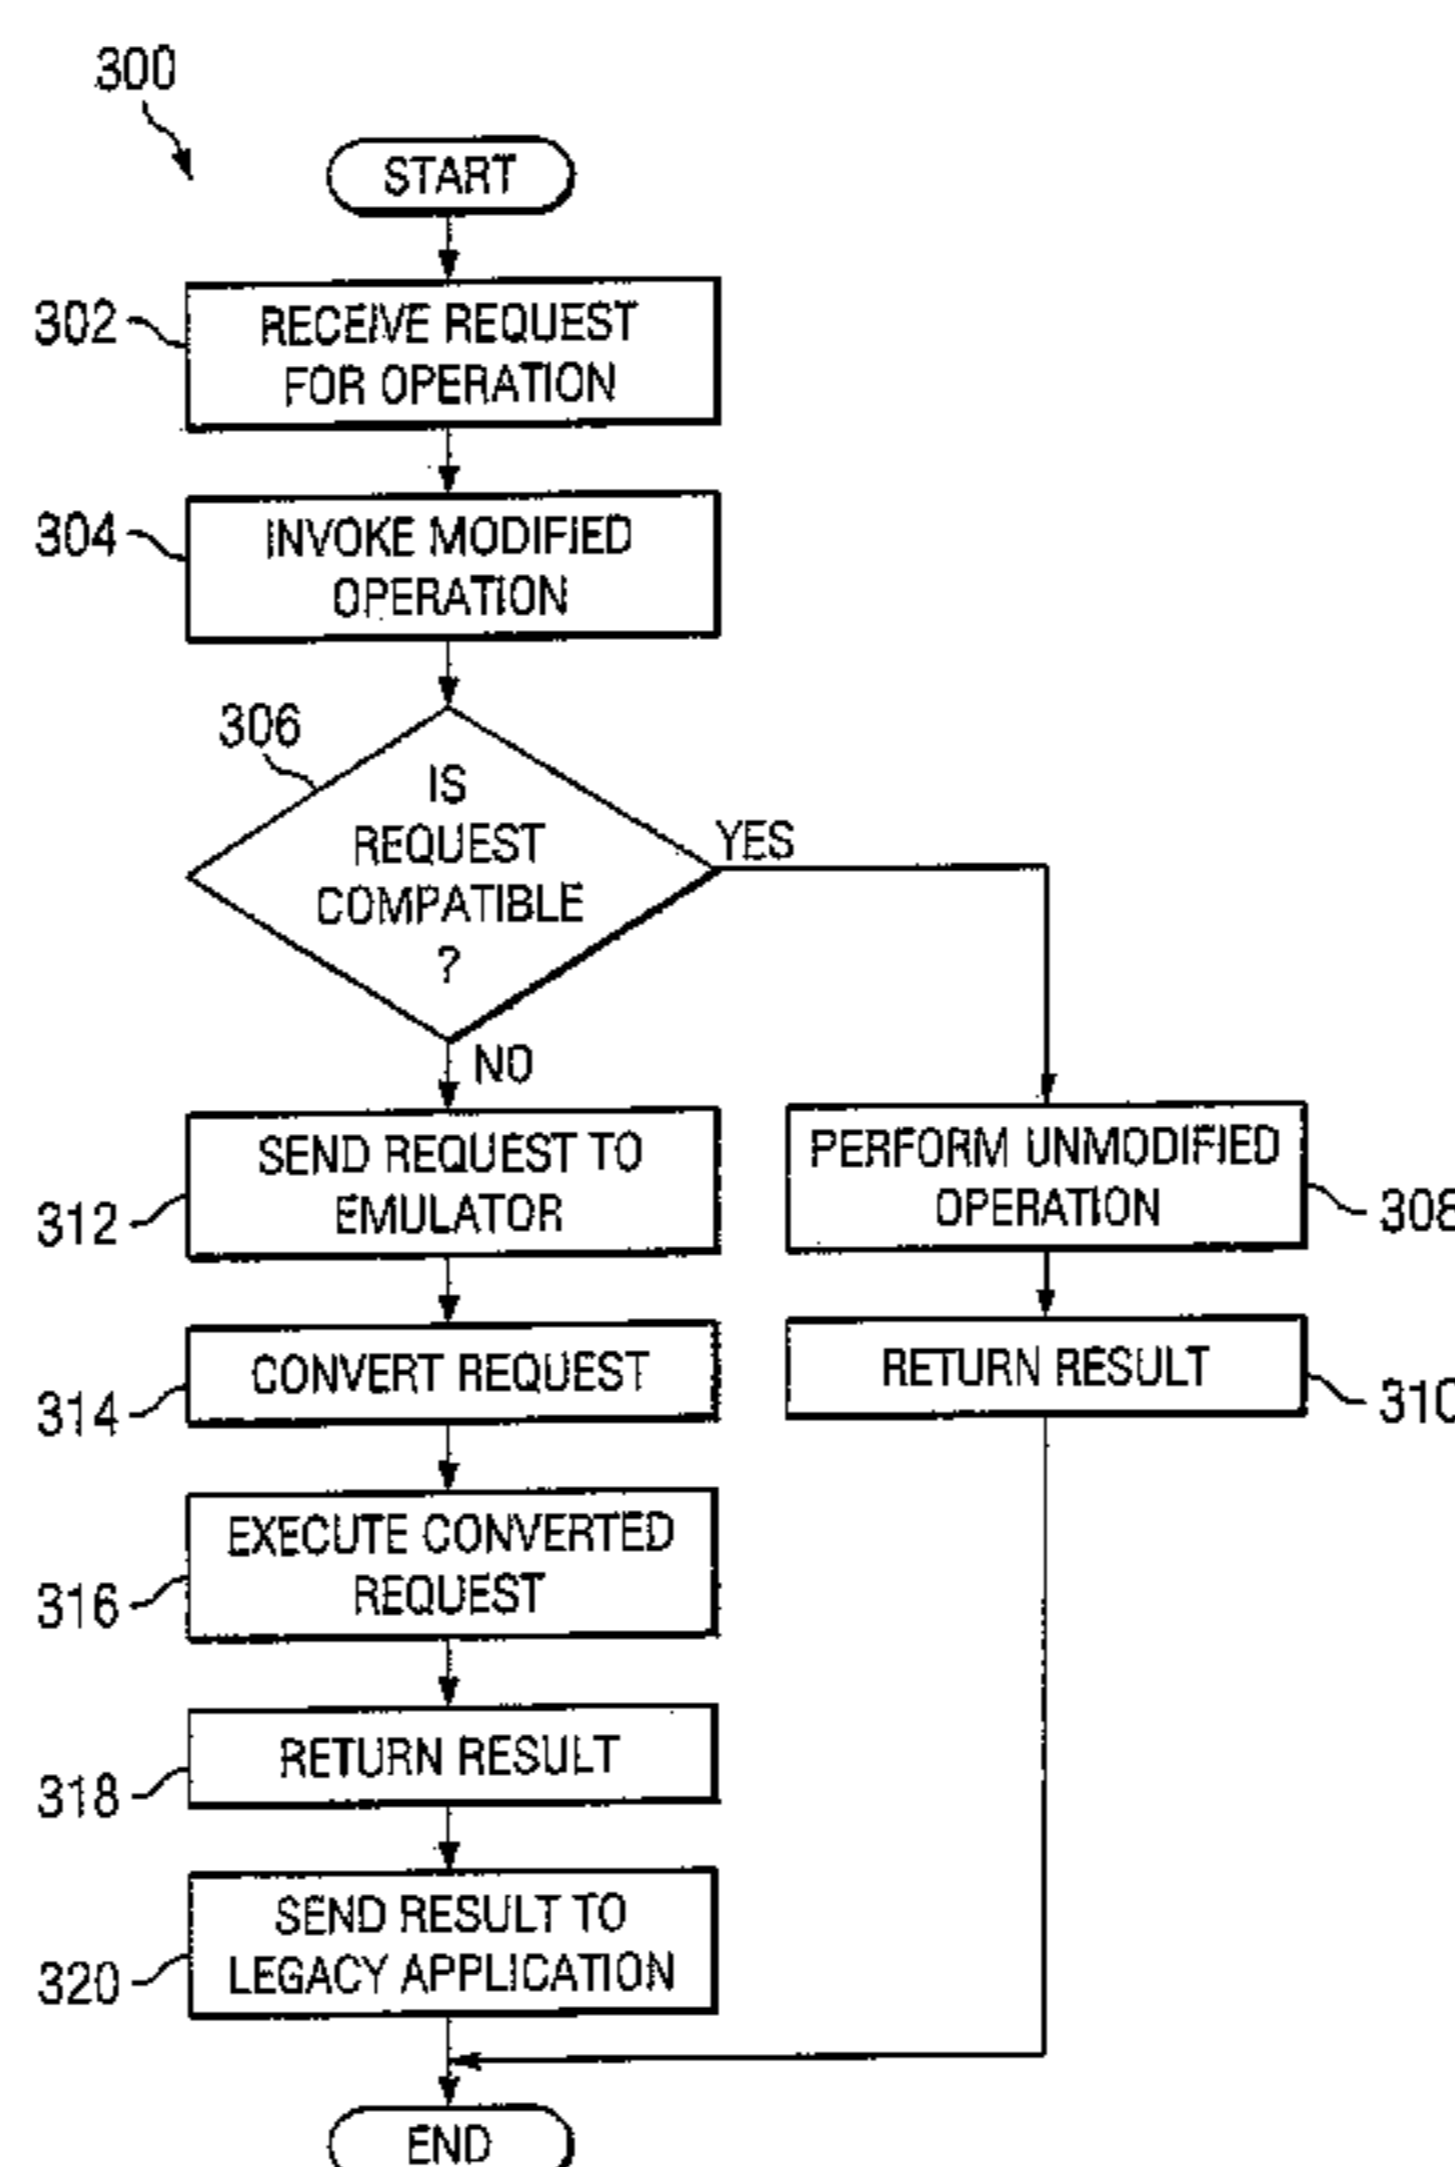 300
START
302
RECEIVE REQUEST
FOR OPERATION
304
INVOKE MODIFIED
OPERATION
306
IS
REQUEST
COMPATIBLE
?
YES
NO
312
SEND REQUEST TO
EMULATOR
PERFORM UNMODIFIED
OPERATION
308
314
CONVERT REQUEST
RETURN RESULT
310
316
EXECUTE CONVERTED
REQUEST
318
RETURN RESULT
320
SEND RESULT TO
LEGACY APPLICATION
END